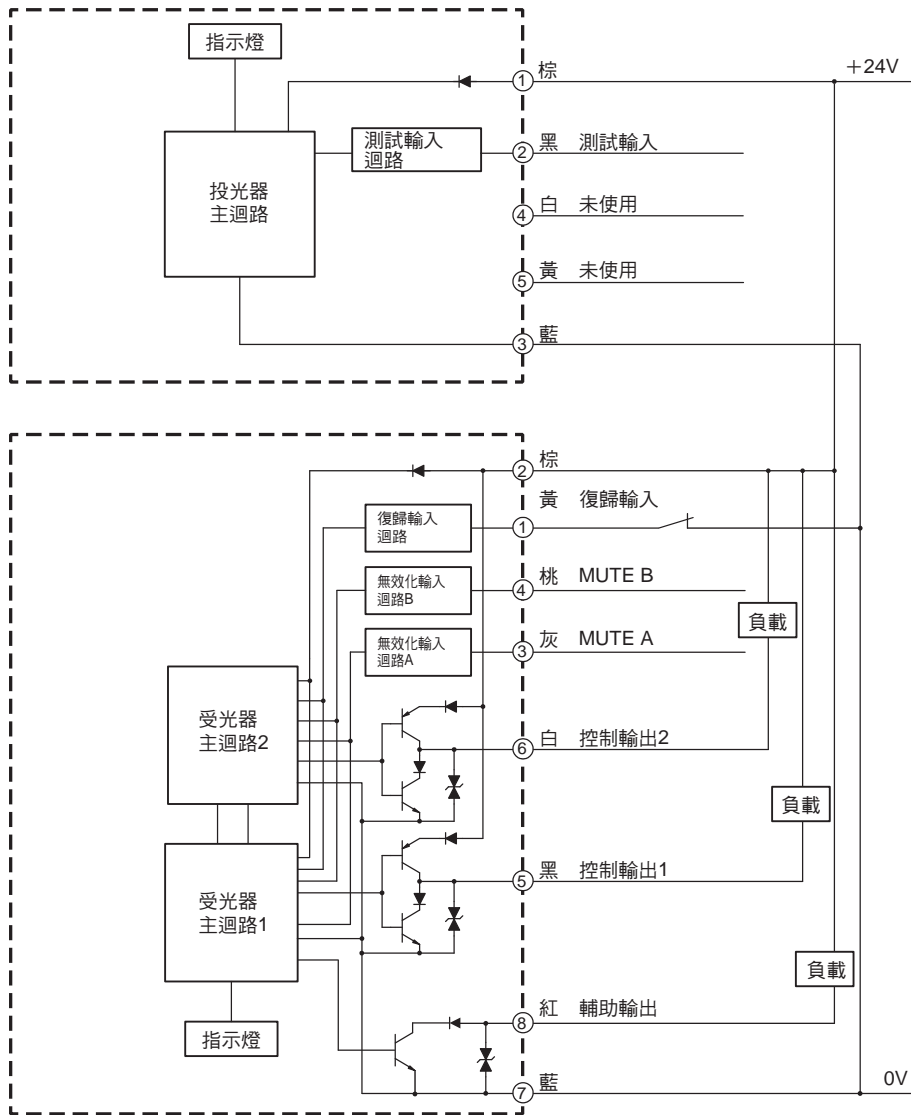 指示燈
① 棕 ＋24V
測試輸入
迴路
② 黑 測試輸入
投光器
主迴路
④ 白 未使用
⑤ 黃 未使用
③ 藍
② 棕
黃 復歸輸入
復歸輸入
迴路
①
無效化輸入
迴路B
④ 桃 MUTE B
負載
無效化輸入
迴路A
③ 灰 MUTE A
受光器
主迴路2
⑥ 白 控制輸出2
負載
受光器
主迴路1
⑤ 黑 控制輸出1
負載
指示燈
⑧ 紅 輔助輸出
⑦ 藍 0V